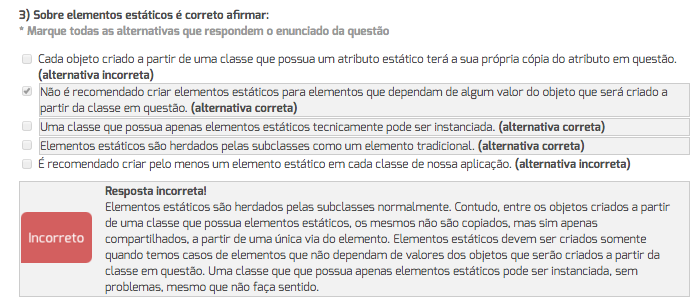 3) Sobre elementos estáticos é correto afirmar:
* Marque todas as alternativas que respondem o enunciado da questão
Cada objeto criado a partir de uma classe que possua um atributo estático terá a sua própria cópia do atributo em questão.
(alternativa incorreta)
Não é recomendado criar elementos estáticos para elementos que dependam de algum valor do objeto que será criado a
partir da classe em questão. (alternativa correta)
Uma classe que possua apenas elementos estáticos tecnicamente pode ser instanciada. (alternativa correta)
Elementos estáticos são herdados pelas subclasses como um elemento tradicional. (alternativa correta)
É recomendado criar pelo menos um elemento estático em cada classe de nossa aplicação. (alternativa incorreta)
Incorreto
Resposta incorreta!
Elementos estáticos são herdados pelas subclasses normalmente. Contudo, entre os objetos criados a partir
de uma classe que possua elementos estáticos, os mesmos não são copiados, mas sim apenas
compartilhados, a partir de uma única via do elemento. Elementos estáticos devem ser criados somente
quando temos casos de elementos que não dependam de valores dos objetos que serão criados a partir da
classe em questão. Uma classe que que possua apenas elementos estáticos pode ser instanciada, sem
problemas, mesmo que não faça sentido.